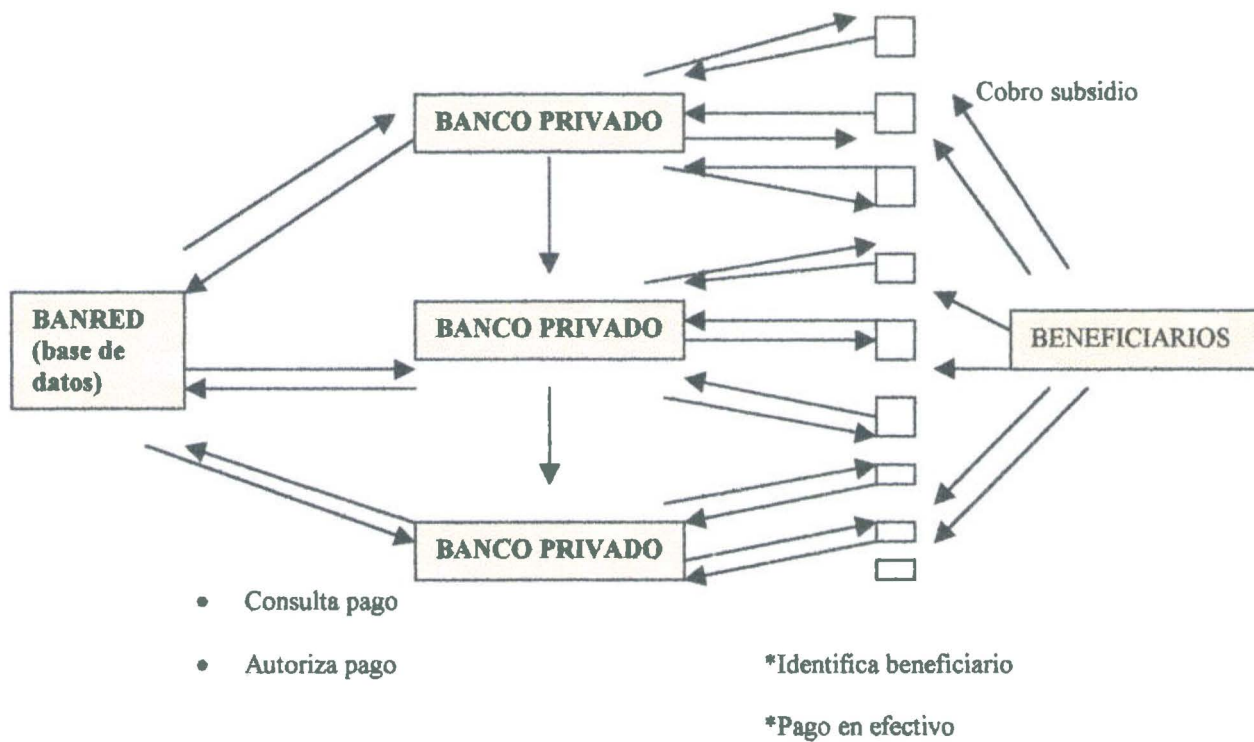 Cobro subsidio
BANCO PRIVADO
BANRED
(base de
datos)
BANCO PRIVADO
BENEFICIARIOS
BANCO PRIVADO
• Consulta pago
• Autoriza pago
*Identifica beneficiario
*Pago en efectivo